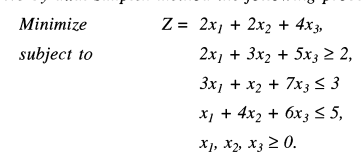 Minimize Z = 2x₁ + 2x₂ + 4x₃,
subject to 2x₁ + 3x₂ + 5x₃ ≥ 2,
3x₁ + x₂ + 7x₃ ≤ 3
x₁ + 4x₂ + 6x₃ ≤ 5,
x₁, x₂, x₃ ≥ 0.